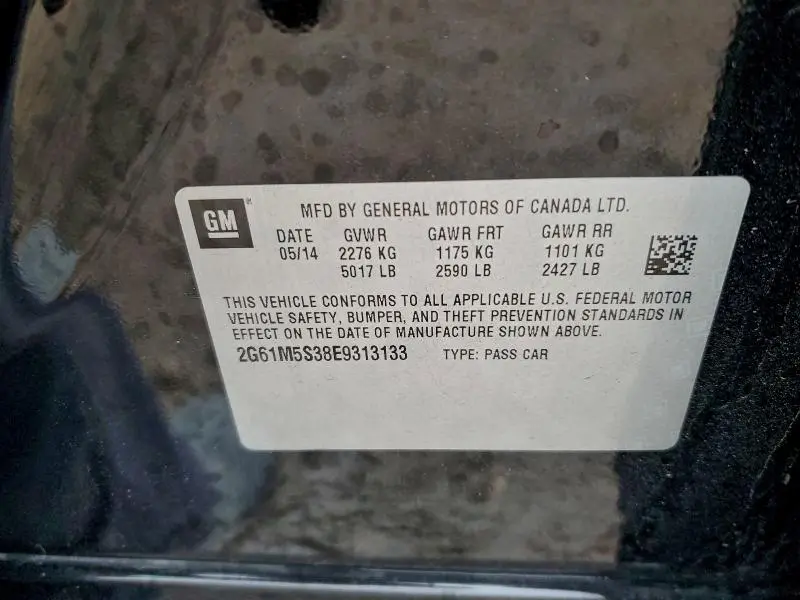 GM
MFD BY GENERAL MOTORS OF CANADA LTD.
DATE GVWR GAWR FRT GAWR RR
05/14 2276 KG 1175 KG 1101 KG
5017 LB 2590 LB 2427 LB
THIS VEHICLE CONFORMS TO ALL APPLICABLE U.S. FEDERAL MOTOR
VEHICLE SAFETY, BUMPER, AND THEFT PREVENTION STANDARDS IN
EFFECT ON THE DATE OF MANUFACTURE SHOWN ABOVE.
2G61M5S38E9313133 TYPE: PASS CAR